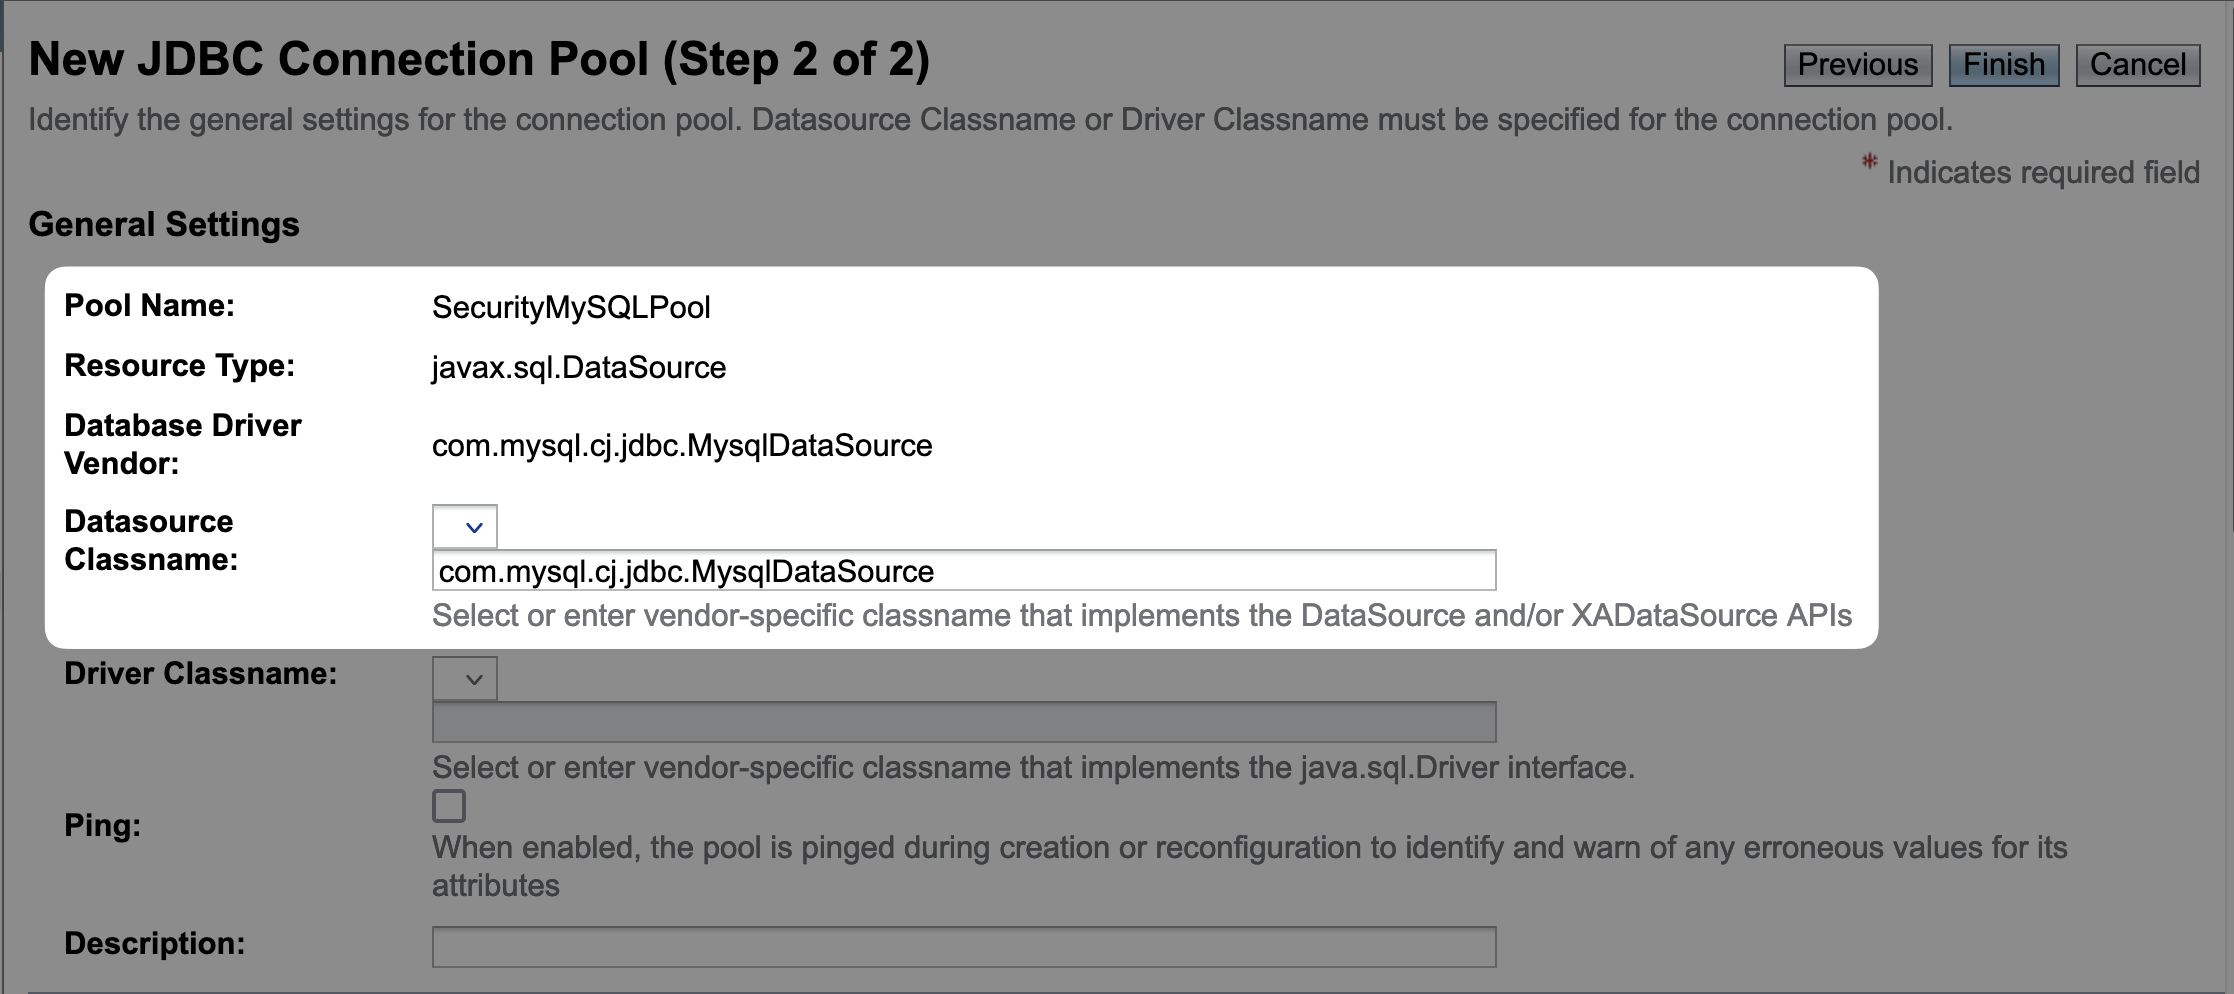 New JDBC Connection Pool (Step 2 of 2)
Previous
Finish
Cancel
Identify the general settings for the connection pool. Datasource Classname or Driver Classname must be specified for the connection pool.
* Indicates required field
General Settings
Pool Name:
SecurityMySQLPool
Resource Type:
javax.sql.DataSource
Database Driver
Vendor:
com.mysql.cj.jdbc.MysqlDataSource
Datasource
Classname:
com.mysql.cj.jdbc.MysqlDataSource
Select or enter vendor-specific classname that implements the DataSource and/or XADataSource APIs
Driver Classname:
Select or enter vendor-specific classname that implements the java.sql.Driver interface.
Ping:
When enabled, the pool is pinged during creation or reconfiguration to identify and warn of any erroneous values for its
attributes
Description: